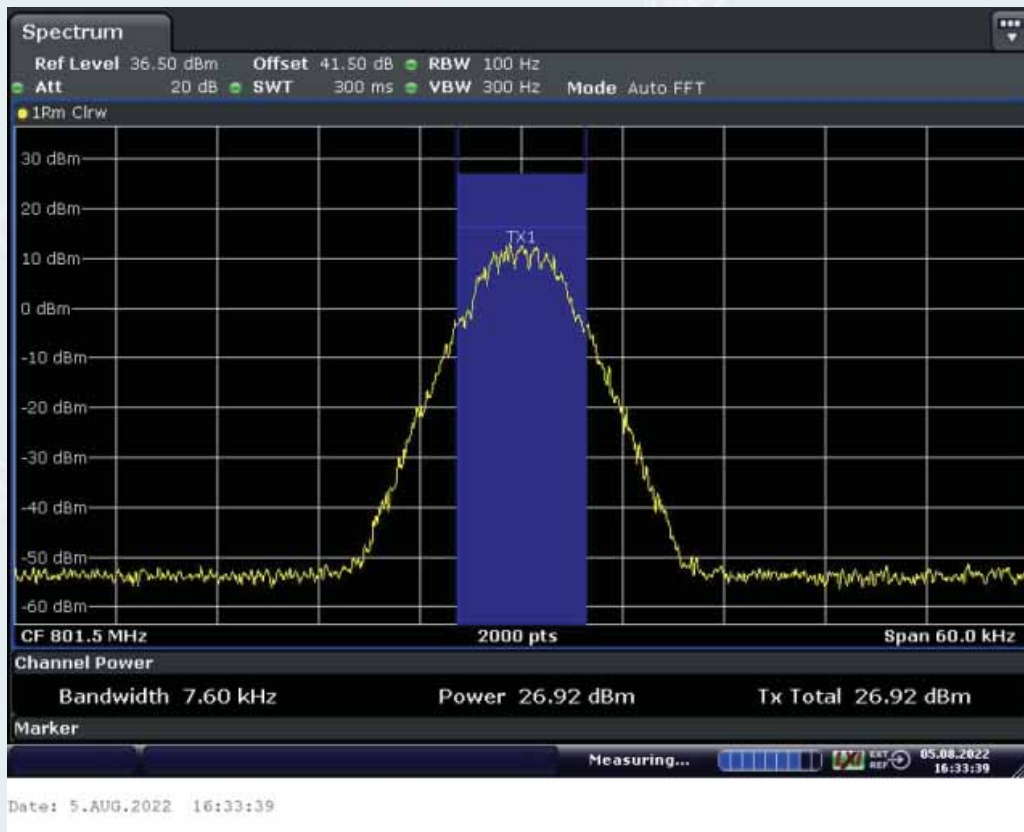 Spectrum
Ref Level 36.50 dBm Offset 41.50 dB RBW 100 Hz
Att 20 dB SWT 300 ms VBW 300 Hz Mode Auto FFT
1Rm Clrw
30 dBm
20 dBm
TX1
10 dBm
0 dBm
-10 dBm
-20 dBm
-30 dBm
-40 dBm
-50 dBm
-60 dBm
CF 801.5 MHz 2000 pts Span 60.0 kHz
Channel Power
Bandwidth 7.60 kHz Power 26.92 dBm Tx Total 26.92 dBm
Marker
Measuring... LXI EXT REF 05.08.2022
16:33:39
Date: 5.AUG.2022 16:33:39